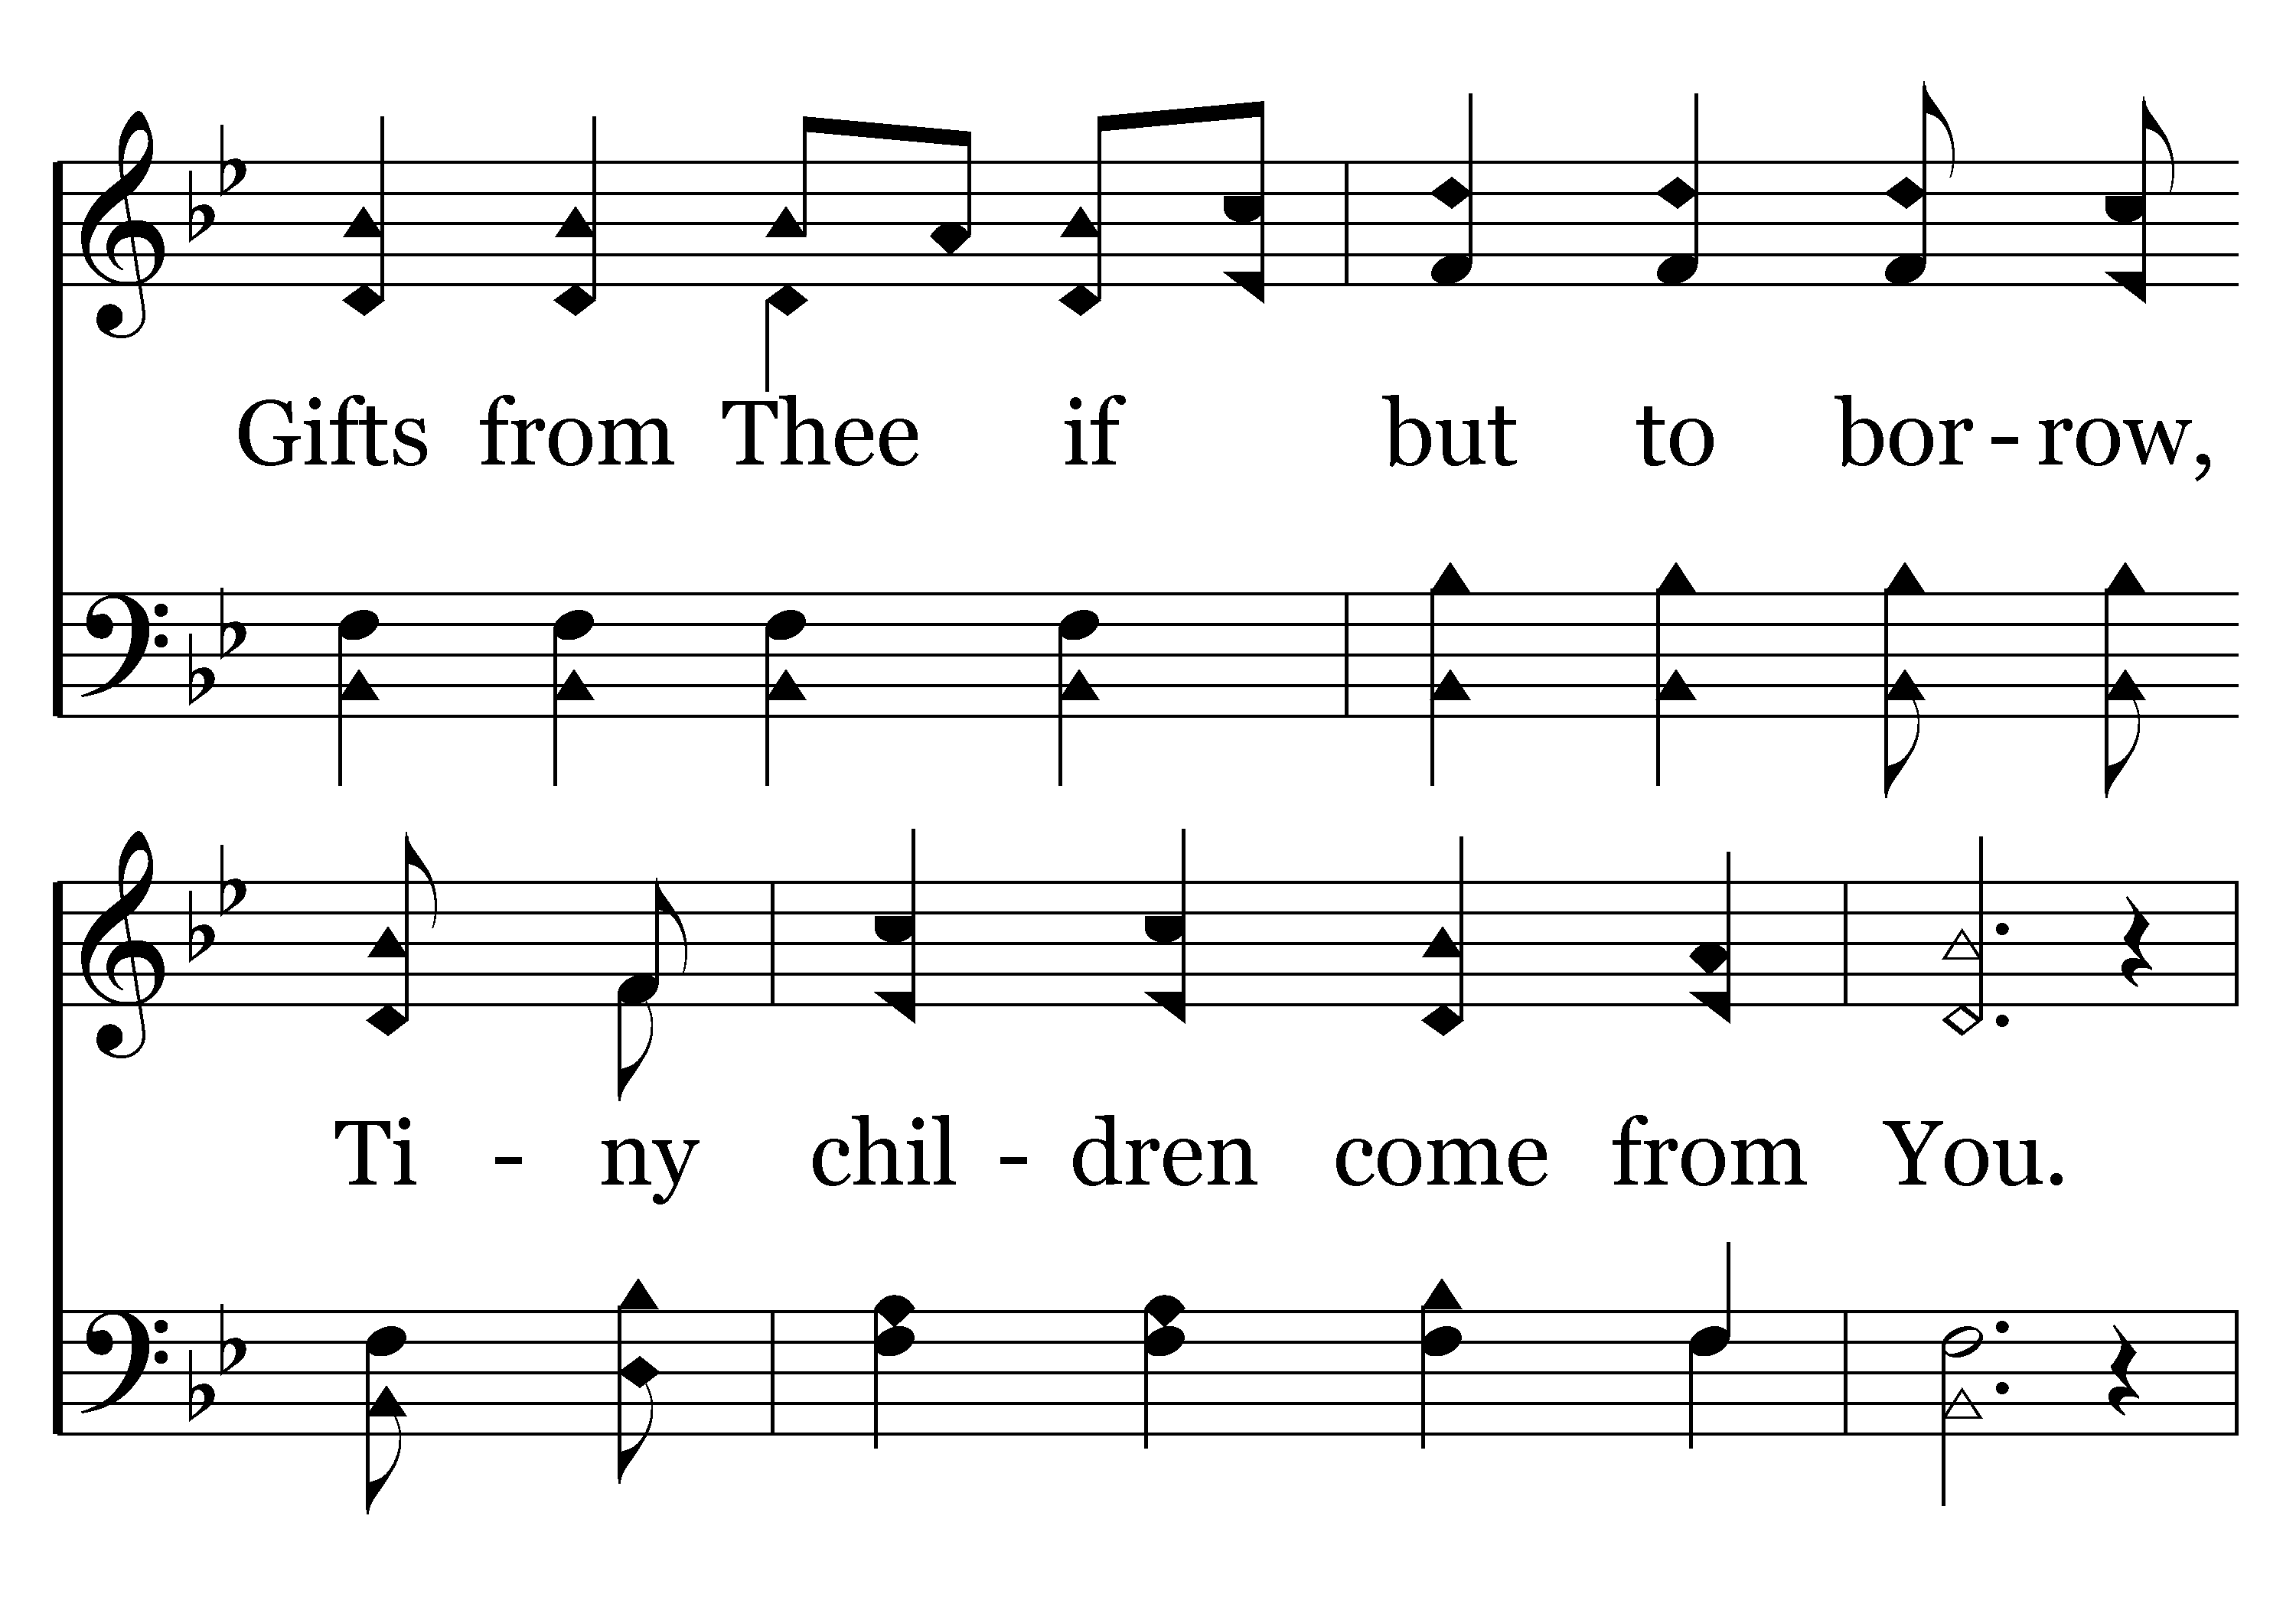 Gifts from Thee if but to bor-row,
Ti - ny chil - dren come from You.